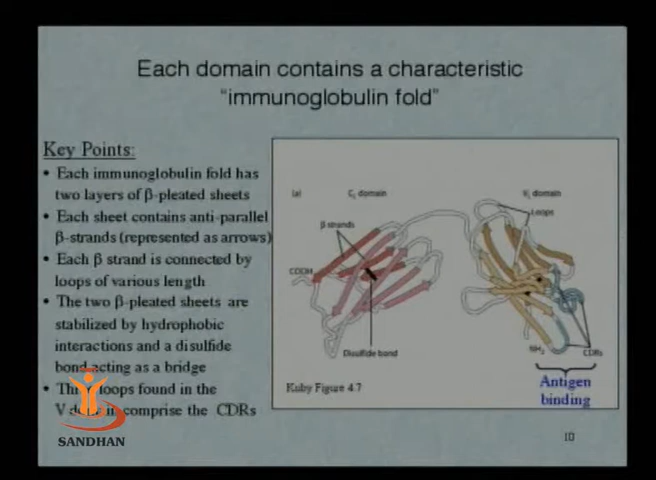 Each domain contains a characteristic
"immunoglobulin fold"
Key Points:
• Each immunoglobulin fold has
two layers of β-pleated sheets
• Each sheet contains anti-parallel
β-strands (represented as arrows)
• Each β strand is connected by
loops of various length
• The two β-pleated sheets are
stabilized by hydrophobic
interactions and a disulfide
bond acting as a bridge
• loops found in the
V comprise the CDRs
SANDHAN
(a)
domain
domain
β strands
Loops
COOH
Disulfide bond
NH₂
CDRs
Kuby Figure 4.7
Antigen
binding
10